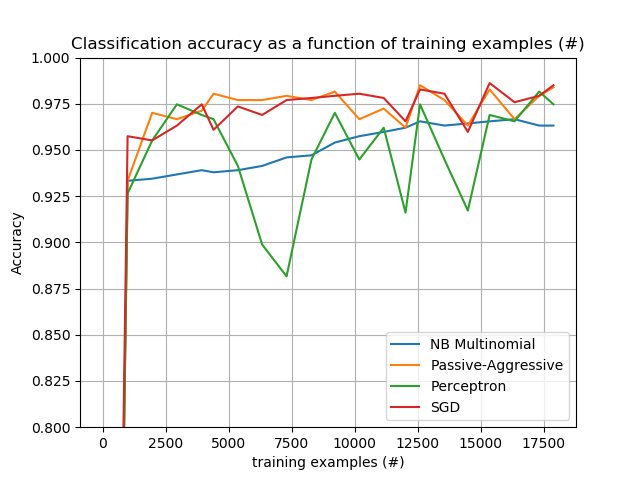 Classification accuracy as a function of training examples (#)
1.000
0.975
0.950
0.925
0.900
0.875
0.850
0.825
0.800
Accuracy
NB Multinomial
Passive-Aggressive
Perceptron
SGD
0 2500 5000 7500 10000 12500 15000 17500
training examples (#)